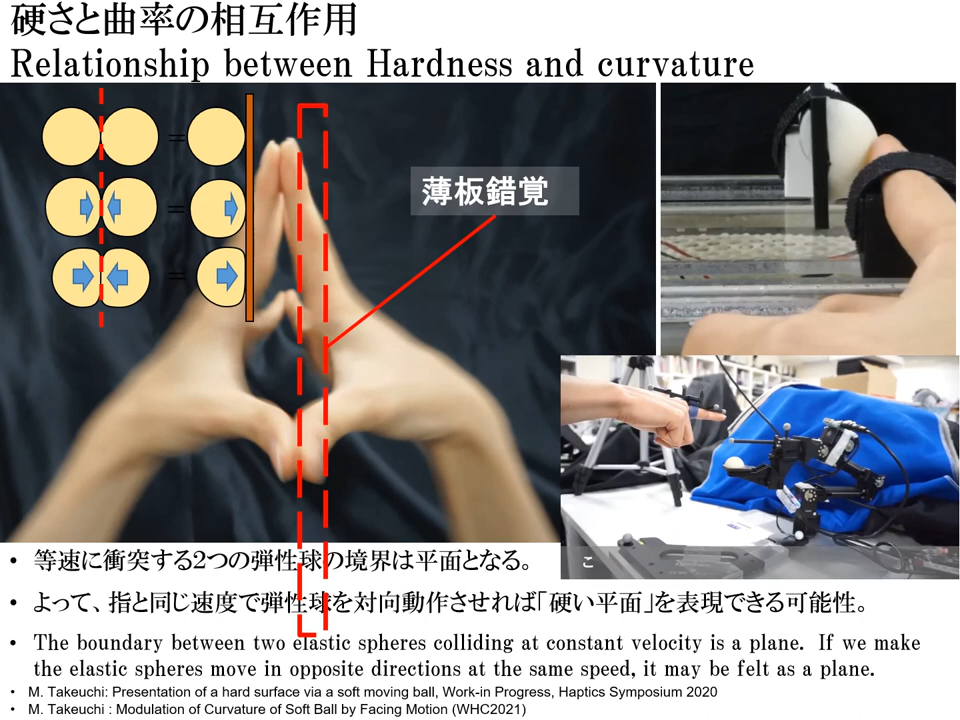 硬さと曲率の相互作用
Relationship between Hardness and curvature
=
=
=
薄板錯覚
こ
• 等速に衝突する2つの弾性球の境界は平面となる。
• よって、指と同じ速度で弾性球を対向動作させれば「硬い平面」を表現できる可能性。
• The boundary between two elastic spheres colliding at constant velocity is a plane. If we make
the elastic spheres move in opposite directions at the same speed, it may be felt as a plane.
• M. Takeuchi: Presentation of a hard surface via a soft moving ball, Work-in Progress, Haptics Symposium 2020
• M. Takeuchi : Modulation of Curvature of Soft Ball by Facing Motion (WHC2021)